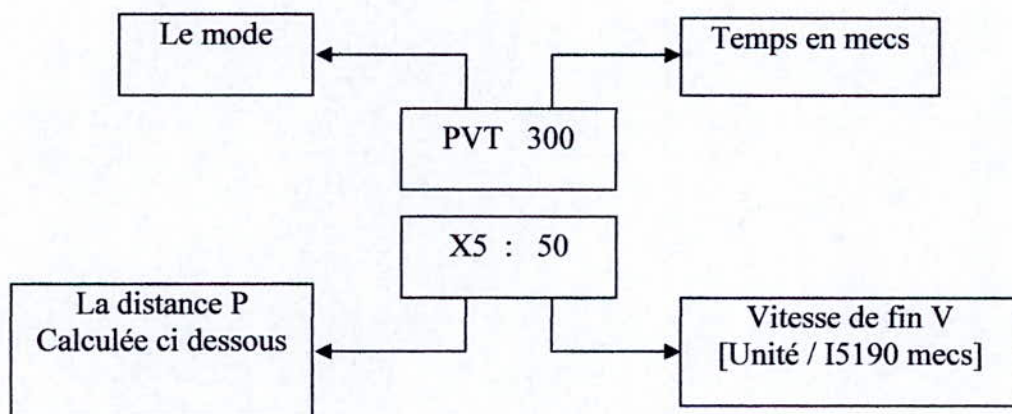 Le mode
Temps en mecs
PVT 300
X5 : 50
La distance P
Calculée ci dessous
Vitesse de fin V
[Unité / I5190 mecs]